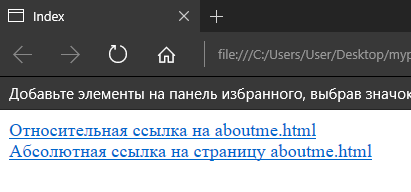 Index
file:///C:/Users/User/Desktop/myp
Добавьте элементы на панель избранного, выбрав значок
Относительная ссылка на aboutme.html
Абсолютная ссылка на страницу aboutme.html